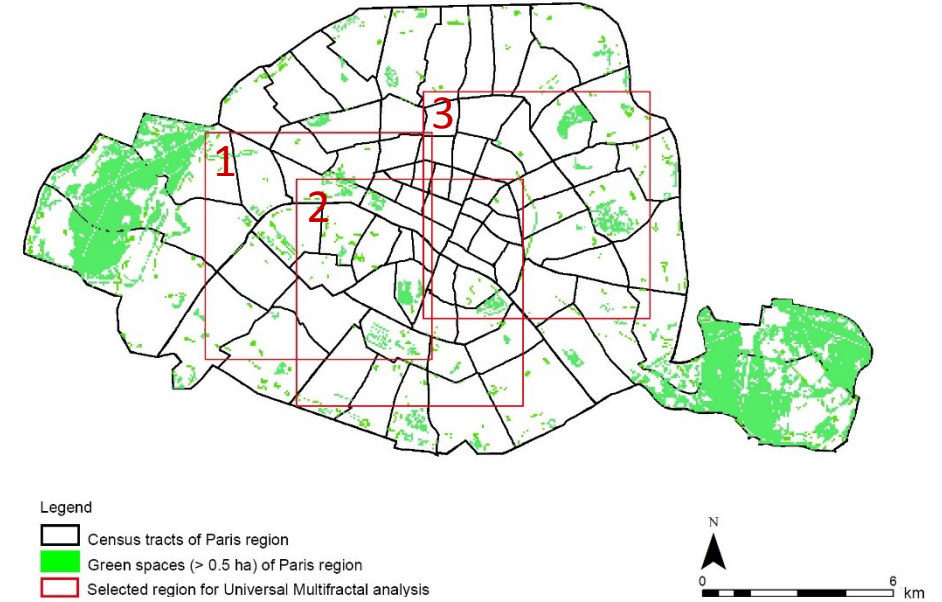 3
1
2
Legend
Census tracts of Paris region
Green spaces (> 0.5 ha) of Paris region
Selected region for Universal Multifractal analysis
N
0 6
km